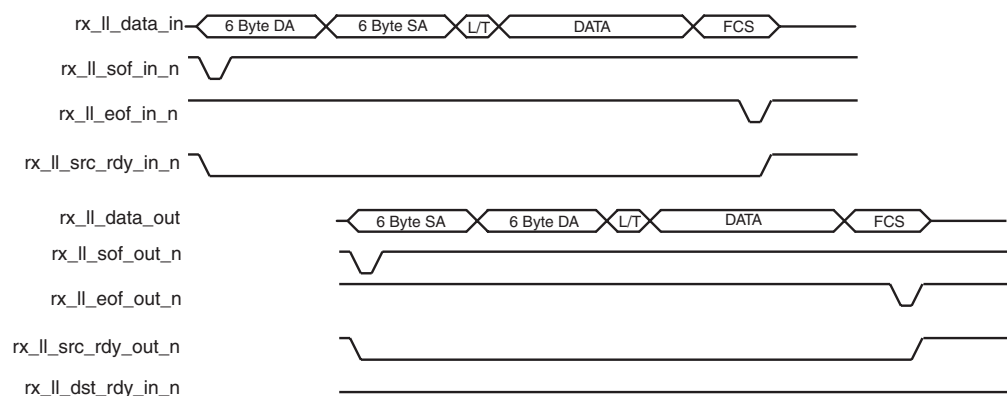 rx_ll_data_in 6 Byte DA 6 Byte SA L/T DATA FCS
rx_ll_sof_in_n
rx_ll_eof_in_n
rx_ll_src_rdy_in_n
rx_ll_data_out 6 Byte SA 6 Byte DA L/T DATA FCS
rx_ll_sof_out_n
rx_ll_eof_out_n
rx_ll_src_rdy_out_n
rx_ll_dst_rdy_in_n